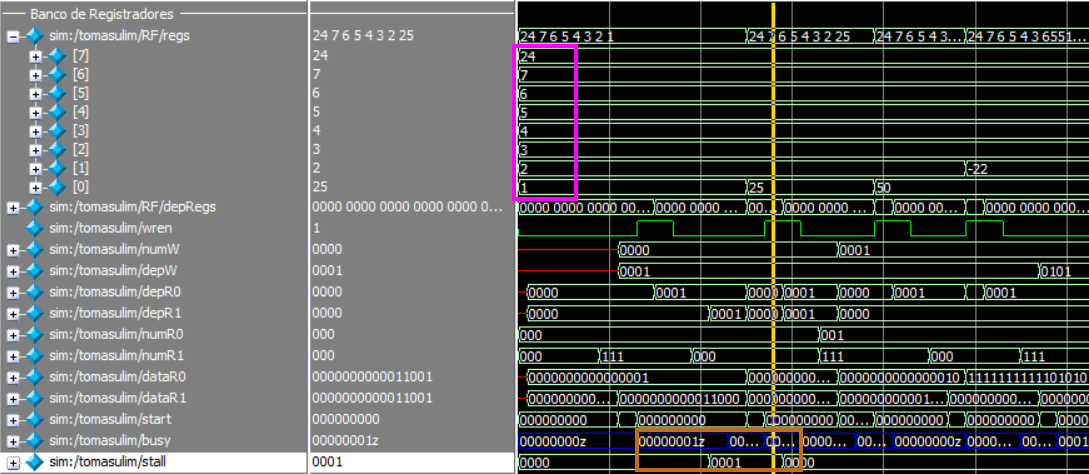 Banco de Registradores
sim:/tomasulim/RF/regs 24 7 6 5 4 3 2 25 24 7 6 5 4 3 2 1 24 7 6 5 4 3 2 25 24 7 6 5 4 3... 24 7 6 5 4 3 6551...
[7] 24 24
[6] 7 7
[5] 6 6
[4] 5 5
[3] 4 4
[2] 3 3
[1] 2 2 -22
[0] 25 1 25 50
sim:/tomasulim/RF/depRegs 0000 0000 0000 0000 0000 0... 0000 0000 0000 00... 0000 0000 ... 00... 0000 0000 ... 0000 00... 0000 0000 000...
sim:/tomasulim/wren 1
sim:/tomasulim/numW 0000 0000 0001
sim:/tomasulim/depW 0001 0001 0101
sim:/tomasulim/depR0 0000 0000 0001 0000 0001 0000 0001 0001
sim:/tomasulim/depR1 0000 0000 0001 0000 0001 0000
sim:/tomasulim/numR0 000 000 001
sim:/tomasulim/numR1 000 000 111 000 111 000 111
sim:/tomasulim/dataR0 0000000000011001 0000000000000001 000000000... 0000000000000010 1111111111101010
sim:/tomasulim/dataR1 0000000000011001 000000000... 0000000000011000 000000000... 0000000000001... 000000000... 0000000...
sim:/tomasulim/start 000000000 000000000 000000000 000000000 00... 000000000 000000000 000
sim:/tomasulim/busy 00000001z 00000000z 00000001z 00... 00... 0000... 00... 00000000z 0000... 00... 0001
sim:/tomasulim/stall 0001 0000 0001 0000